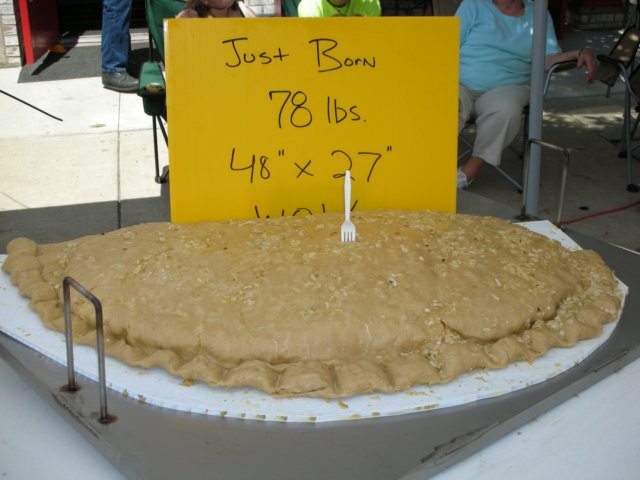 Just Born
78 lbs.
48" x 27"